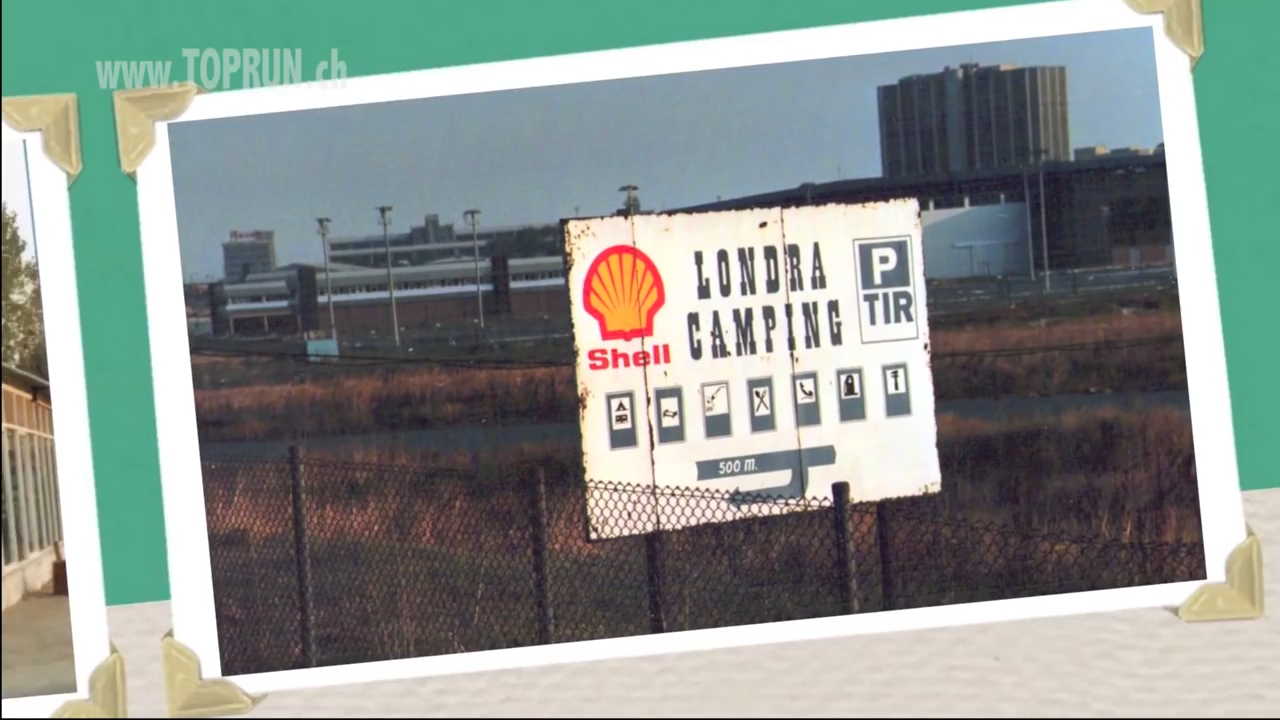 www.TOPRUN.ch
LONDRA
CAMPING
P
TIR
Shell
500 m.